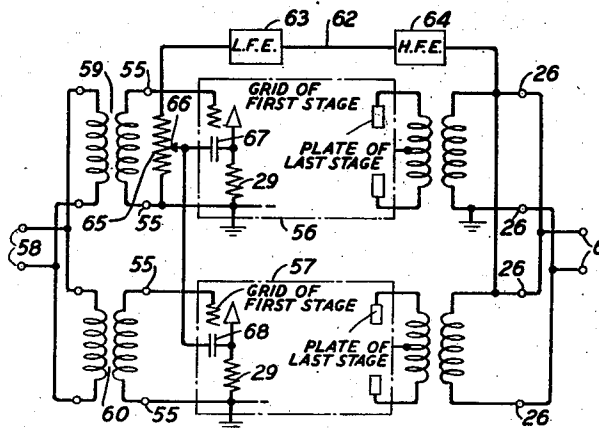 63
62
64
L.F.E.
H.F.E.
59
55
66
GRID OF
FIRST STAGE
67
26
PLATE OF
LAST STAGE
29
65
55
56
26
58
55
57
26
6
GRID OF
FIRST STAGE
68
PLATE OF
LAST STAGE
29
60
55
26